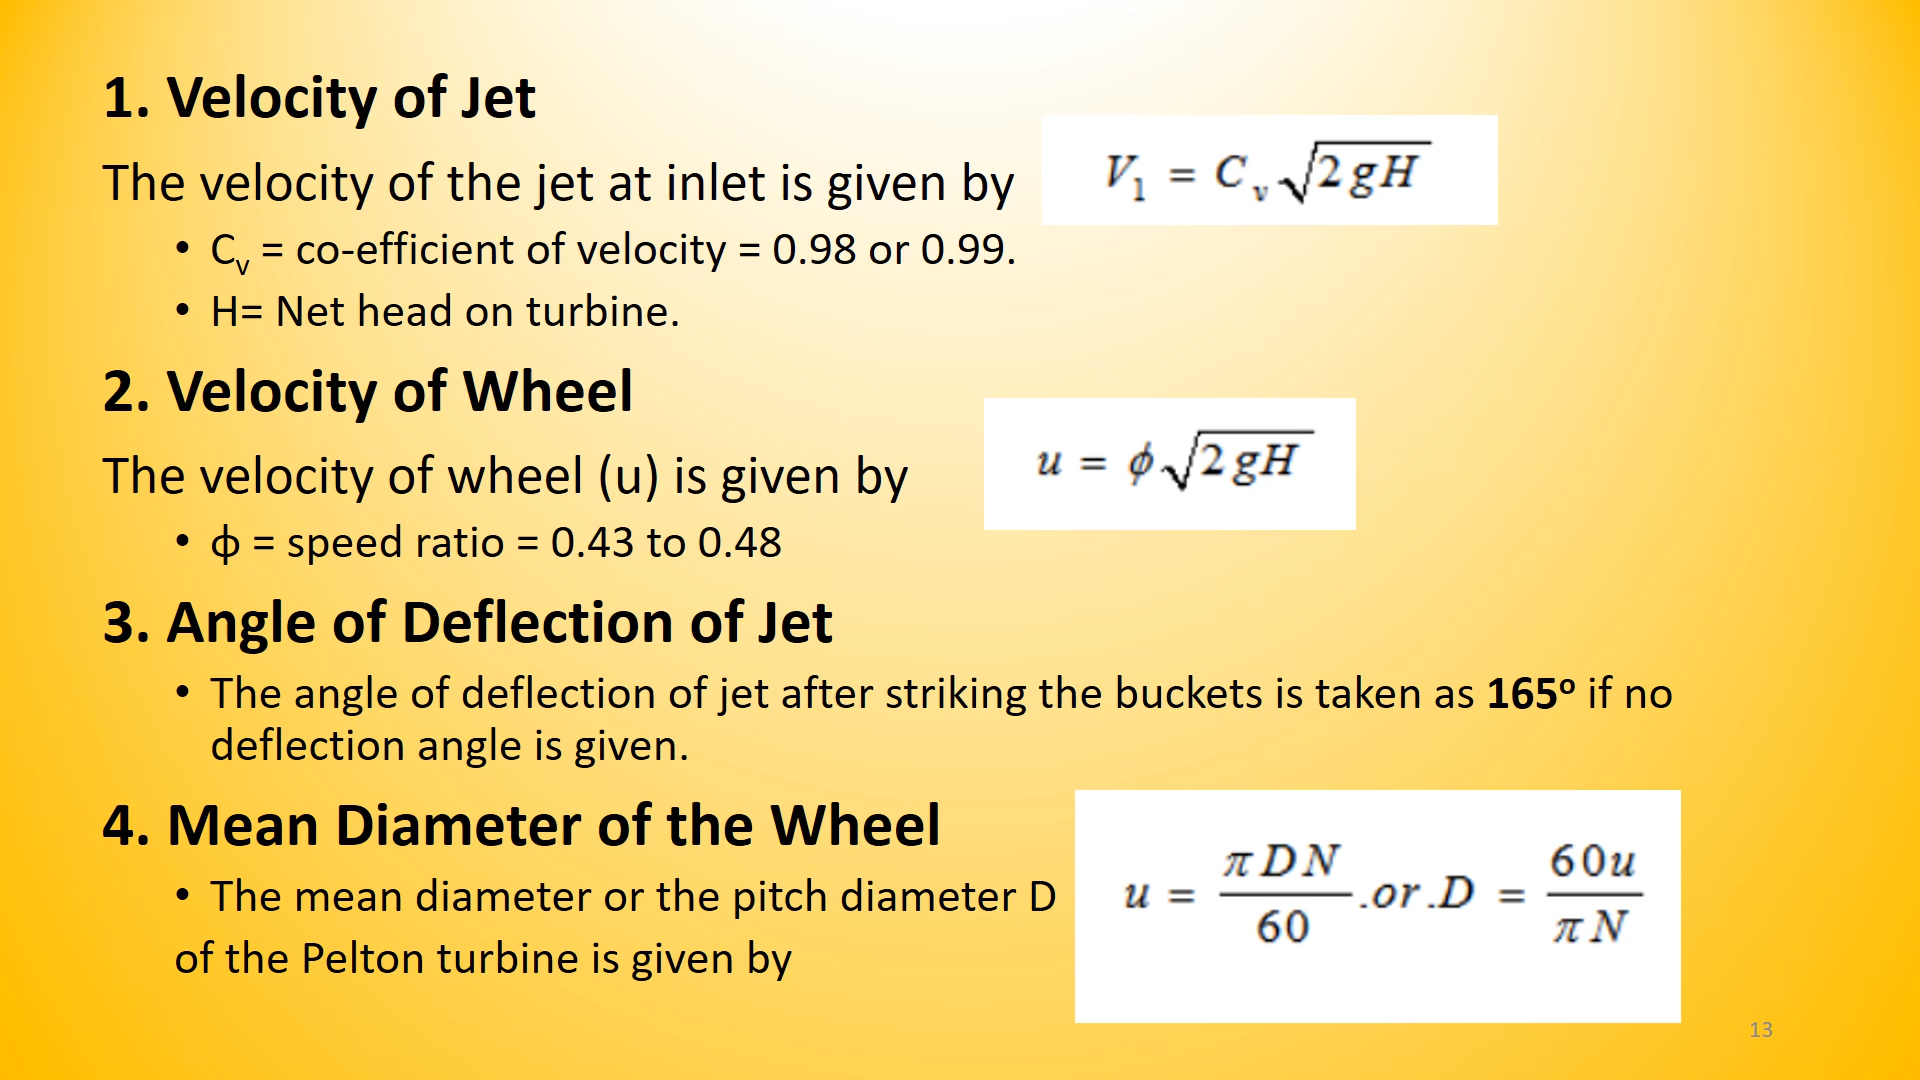 1. Velocity of Jet
The velocity of the jet at inlet is given by V₁ = Cᵥ√2gH
• Cᵥ = co-efficient of velocity = 0.98 or 0.99.
• H= Net head on turbine.
2. Velocity of Wheel
The velocity of wheel (u) is given by u = ϕ√2gH
• φ = speed ratio = 0.43 to 0.48
3. Angle of Deflection of Jet
• The angle of deflection of jet after striking the buckets is taken as 165º if no
deflection angle is given.
4. Mean Diameter of the Wheel
• The mean diameter or the pitch diameter D
of the Pelton turbine is given by
u = πDN/60 .or.D = 60u/πN
13